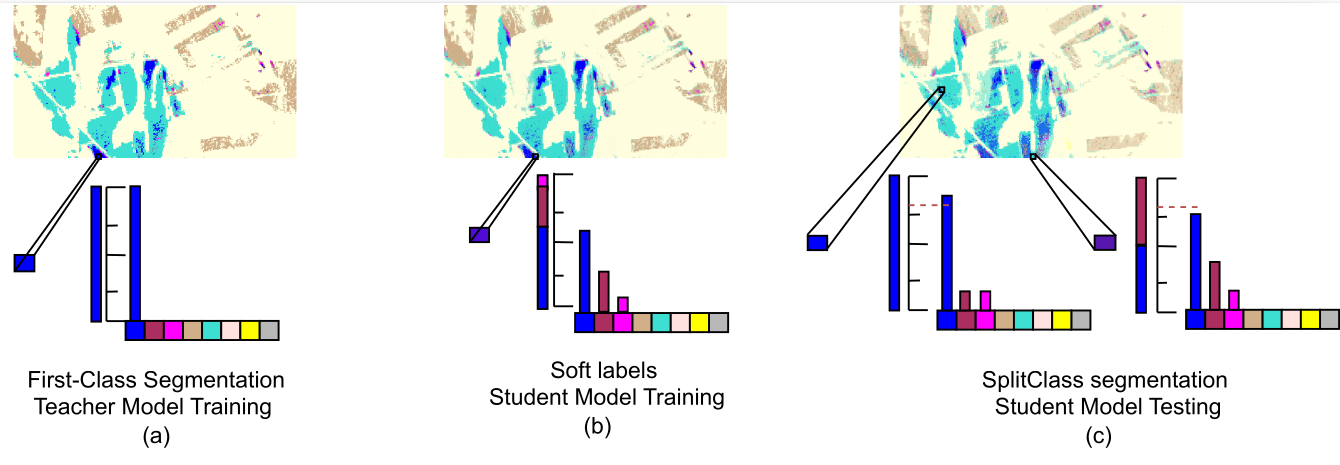 First-Class Segmentation
Teacher Model Training
(a)
Soft labels
Student Model Training
(b)
SplitClass segmentation
Student Model Testing
(c)